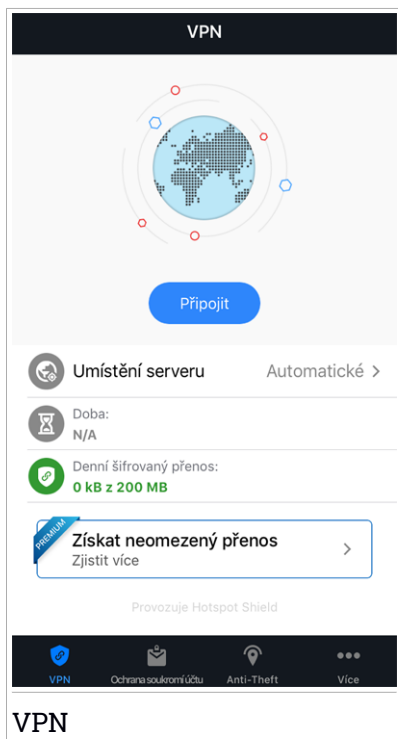 VPN
Připojit
Umístění serveru Automatické
Doba:
N/A
Denní šifrovaný přenos:
0 kB z 200 MB
PREMIUM
Získat neomezený přenos
Zjistit více
Provozuje Hotspot Shield
VPN Ochrana soukromí účtu Anti-Theft Více
VPN